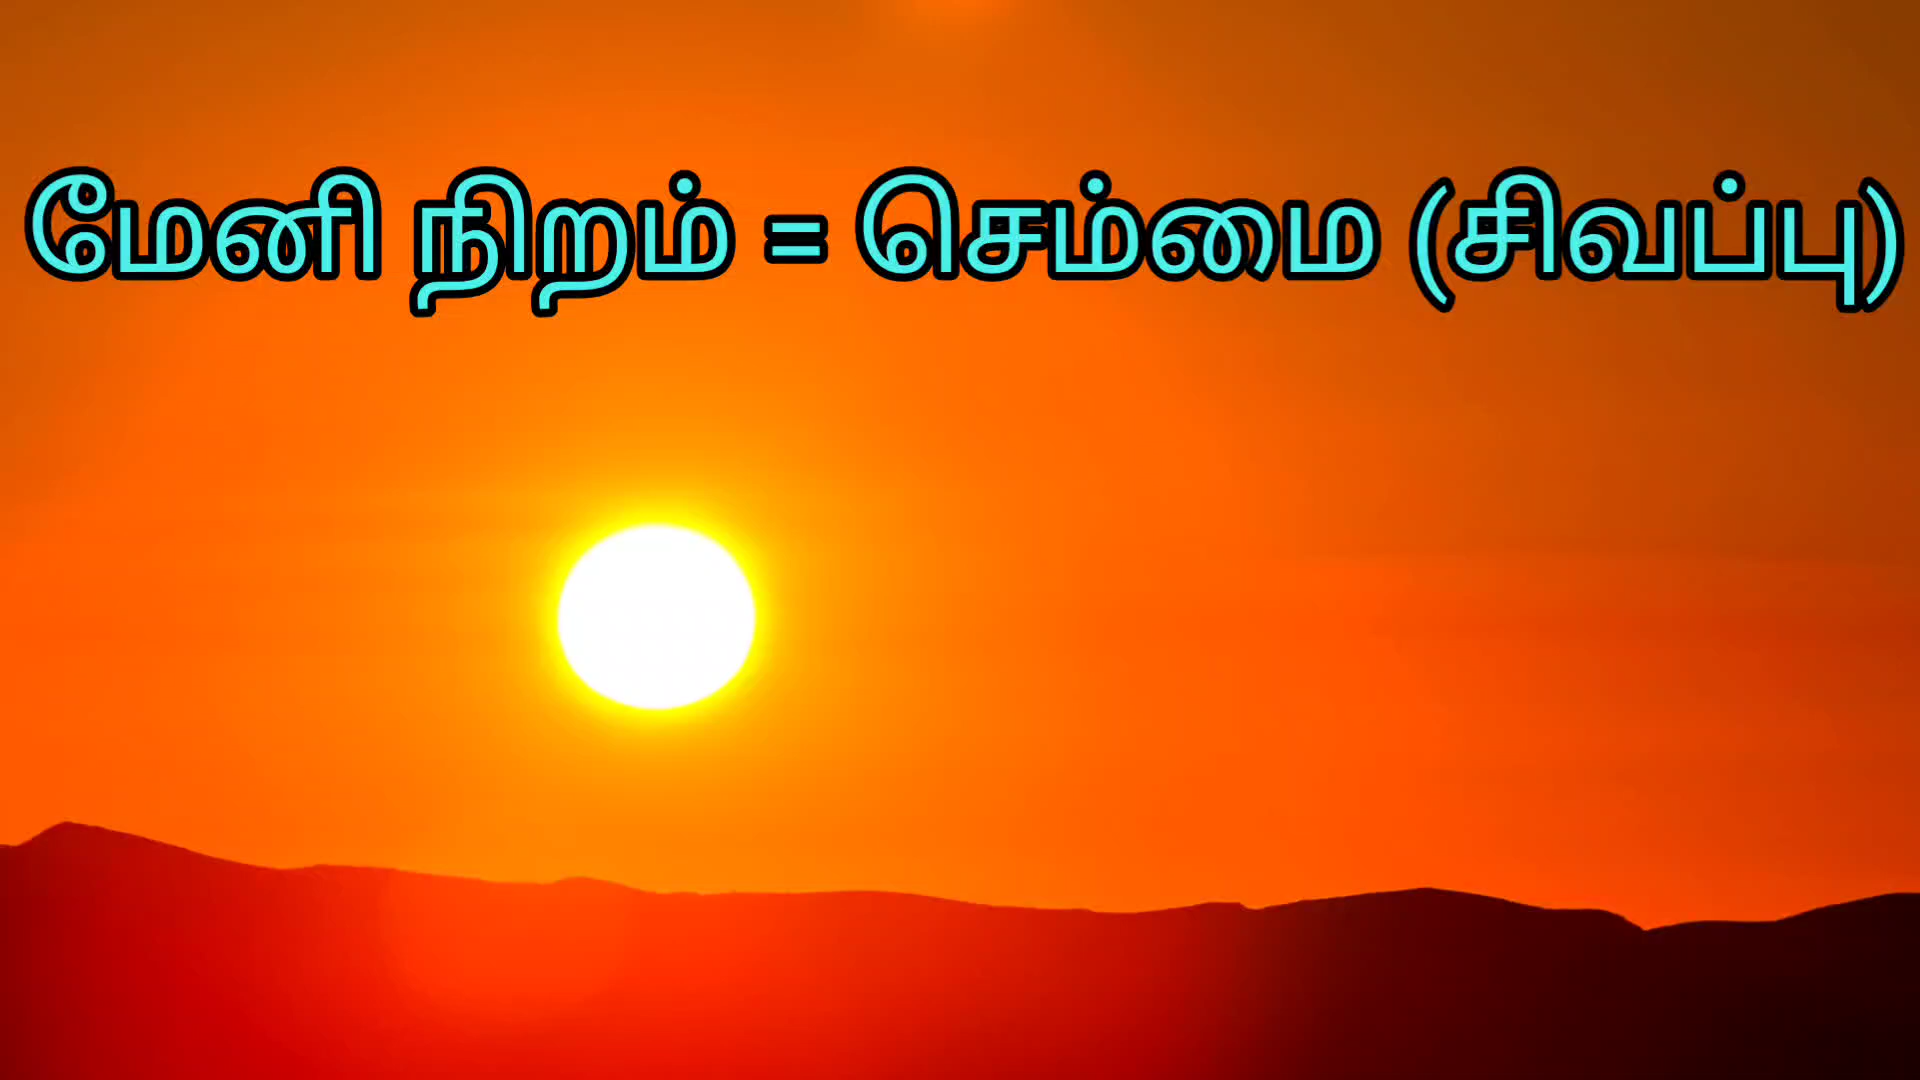 மேனி நிறம் = செம்மை (சிவப்பு)